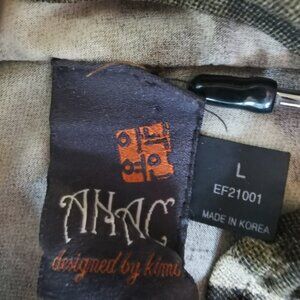 ANAC
designed by kimi
L
EF21001
MADE IN KOREA